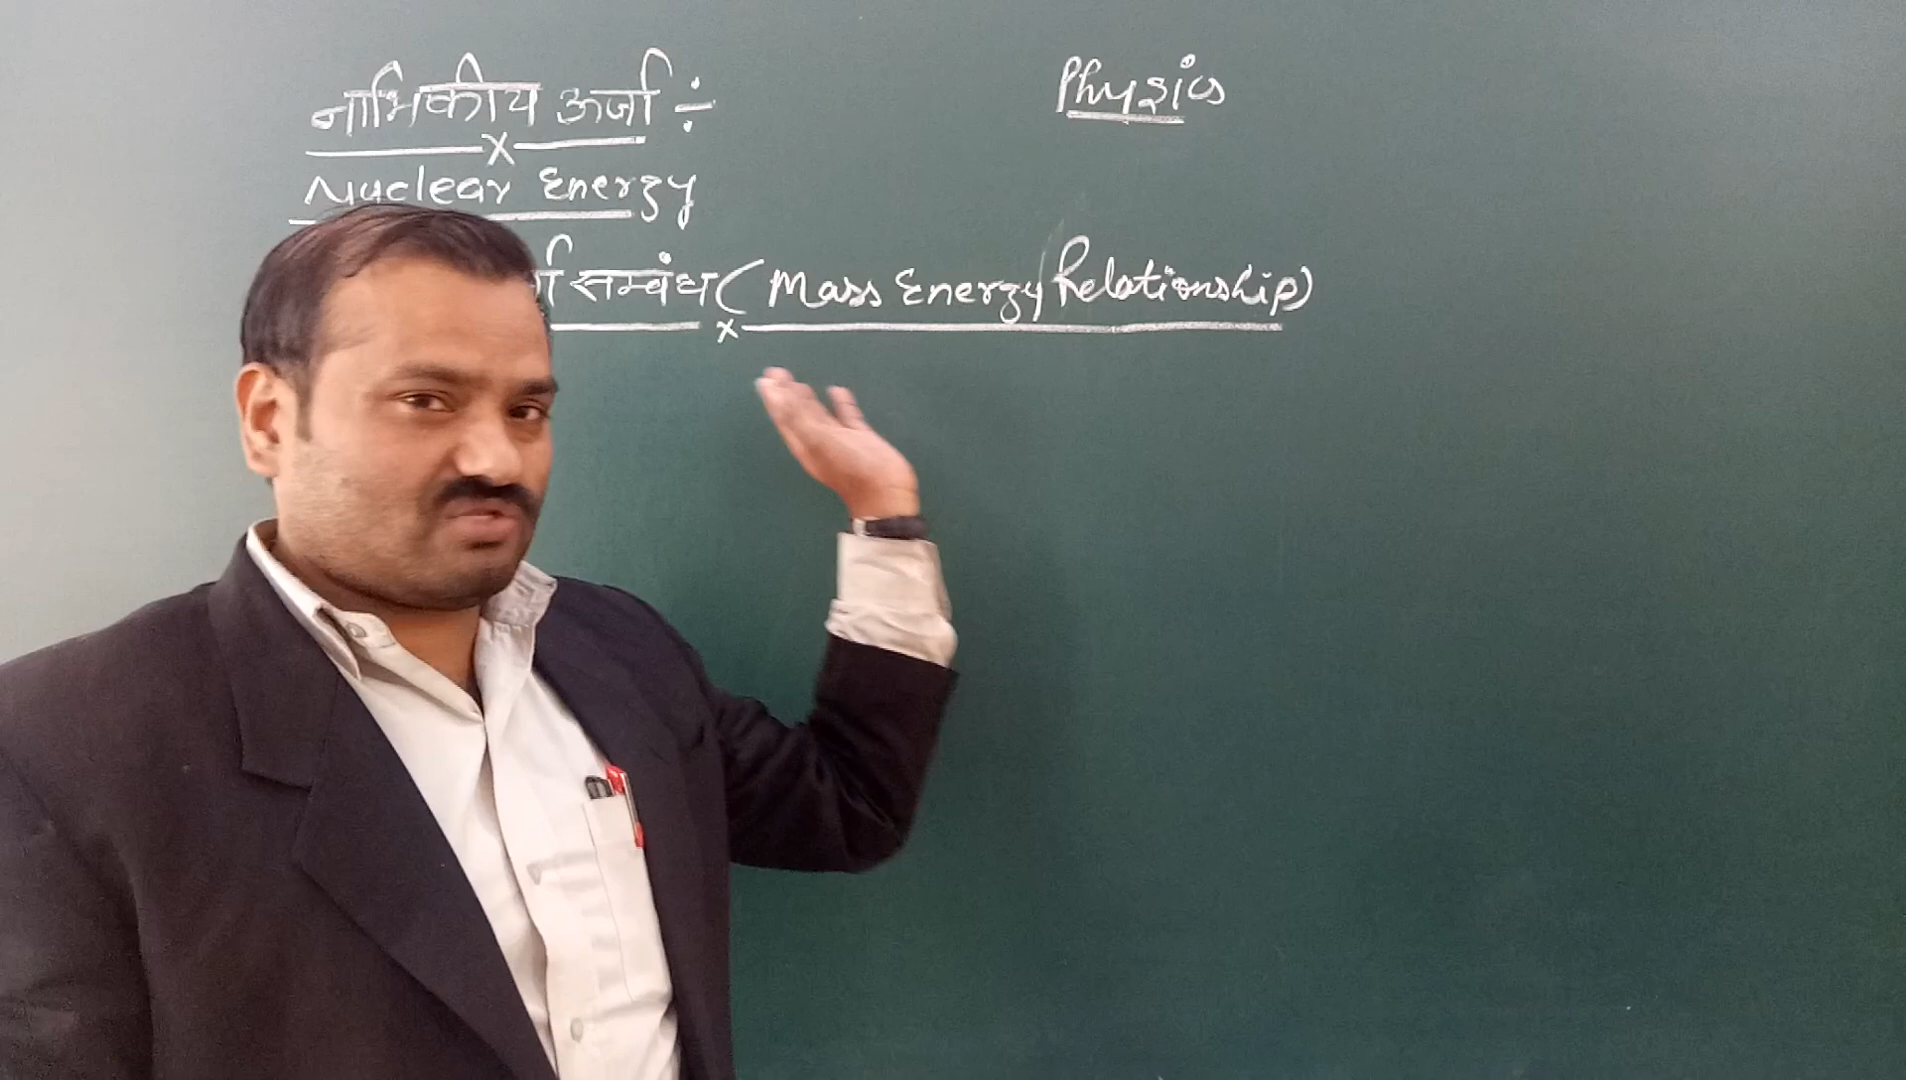 नाभिकीय ऊर्जा ÷
Physics
Nuclear Energy
सम्बंध ( Mass Energy Relationship)